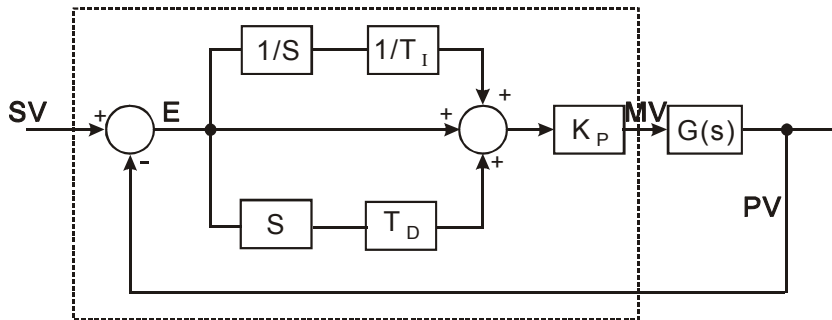 1/S
1/T I
SV
+
E
+
+
K P
MV
G(s)
-
+
S
T D
PV